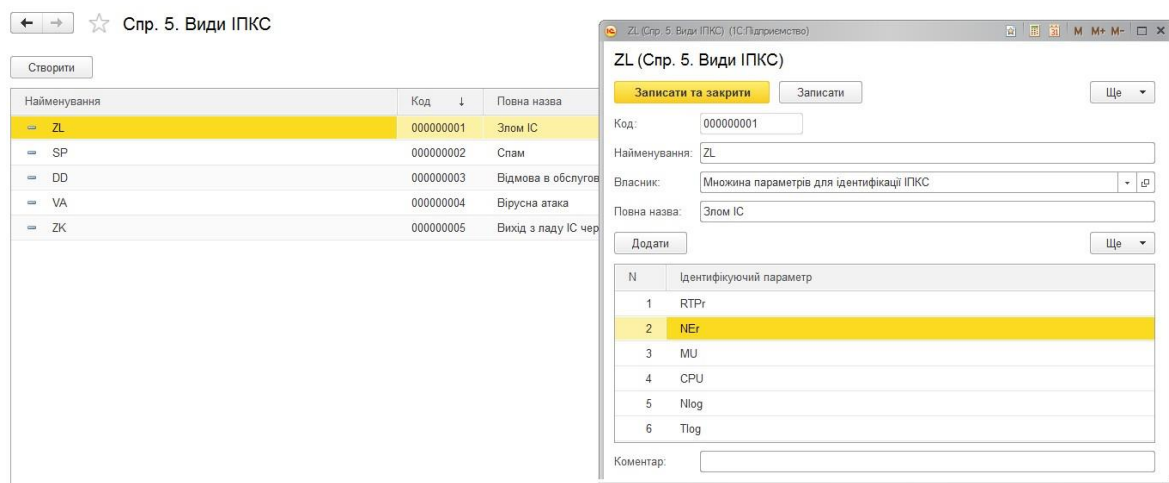 Спр. 5. Види ІПКС
Створити
Найменування Код ↓ Повна назва
ZL 000000001 Злом ІС
SP 000000002 Спам
DD 000000003 Відмова в обслугов
VA 000000004 Вірусна атака
ZK 000000005 Вихід з ладу ІС чер
ZL (Спр. 5. Види ІПКС) (1С:Підприємство) M M+ M-
ZL (Спр. 5. Види ІПКС)
Записати та закрити Записати Ще
Код: 000000001
Найменування: ZL
Власник: Множина параметрів для ідентифікації ІПКС
Повна назва: Злом ІС
Додати Ще
N Ідентифікуючий параметр
1 RTPr
2 NEr
3 MU
4 CPU
5 Nlog
6 Tlog
Коментар: